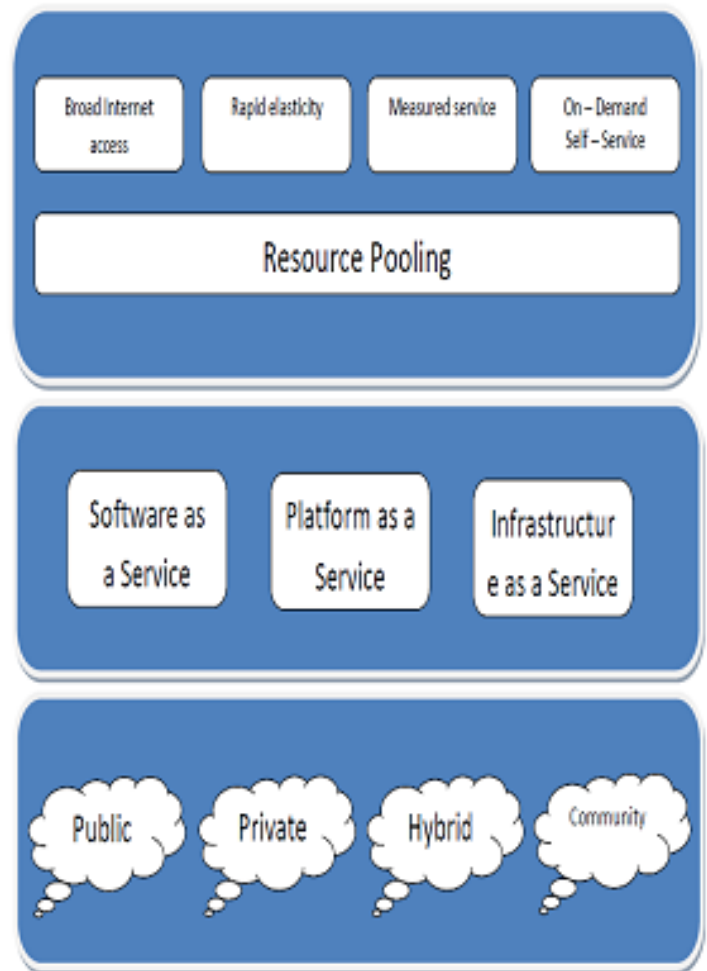 Broad Internet
access
Rapid elasticity
Measured service
On – Demand
Self – Service
Resource Pooling
Software as
a Service
Platform as a
Service
Infrastructur
e as a Service
Public
Private
Hybrid
Community